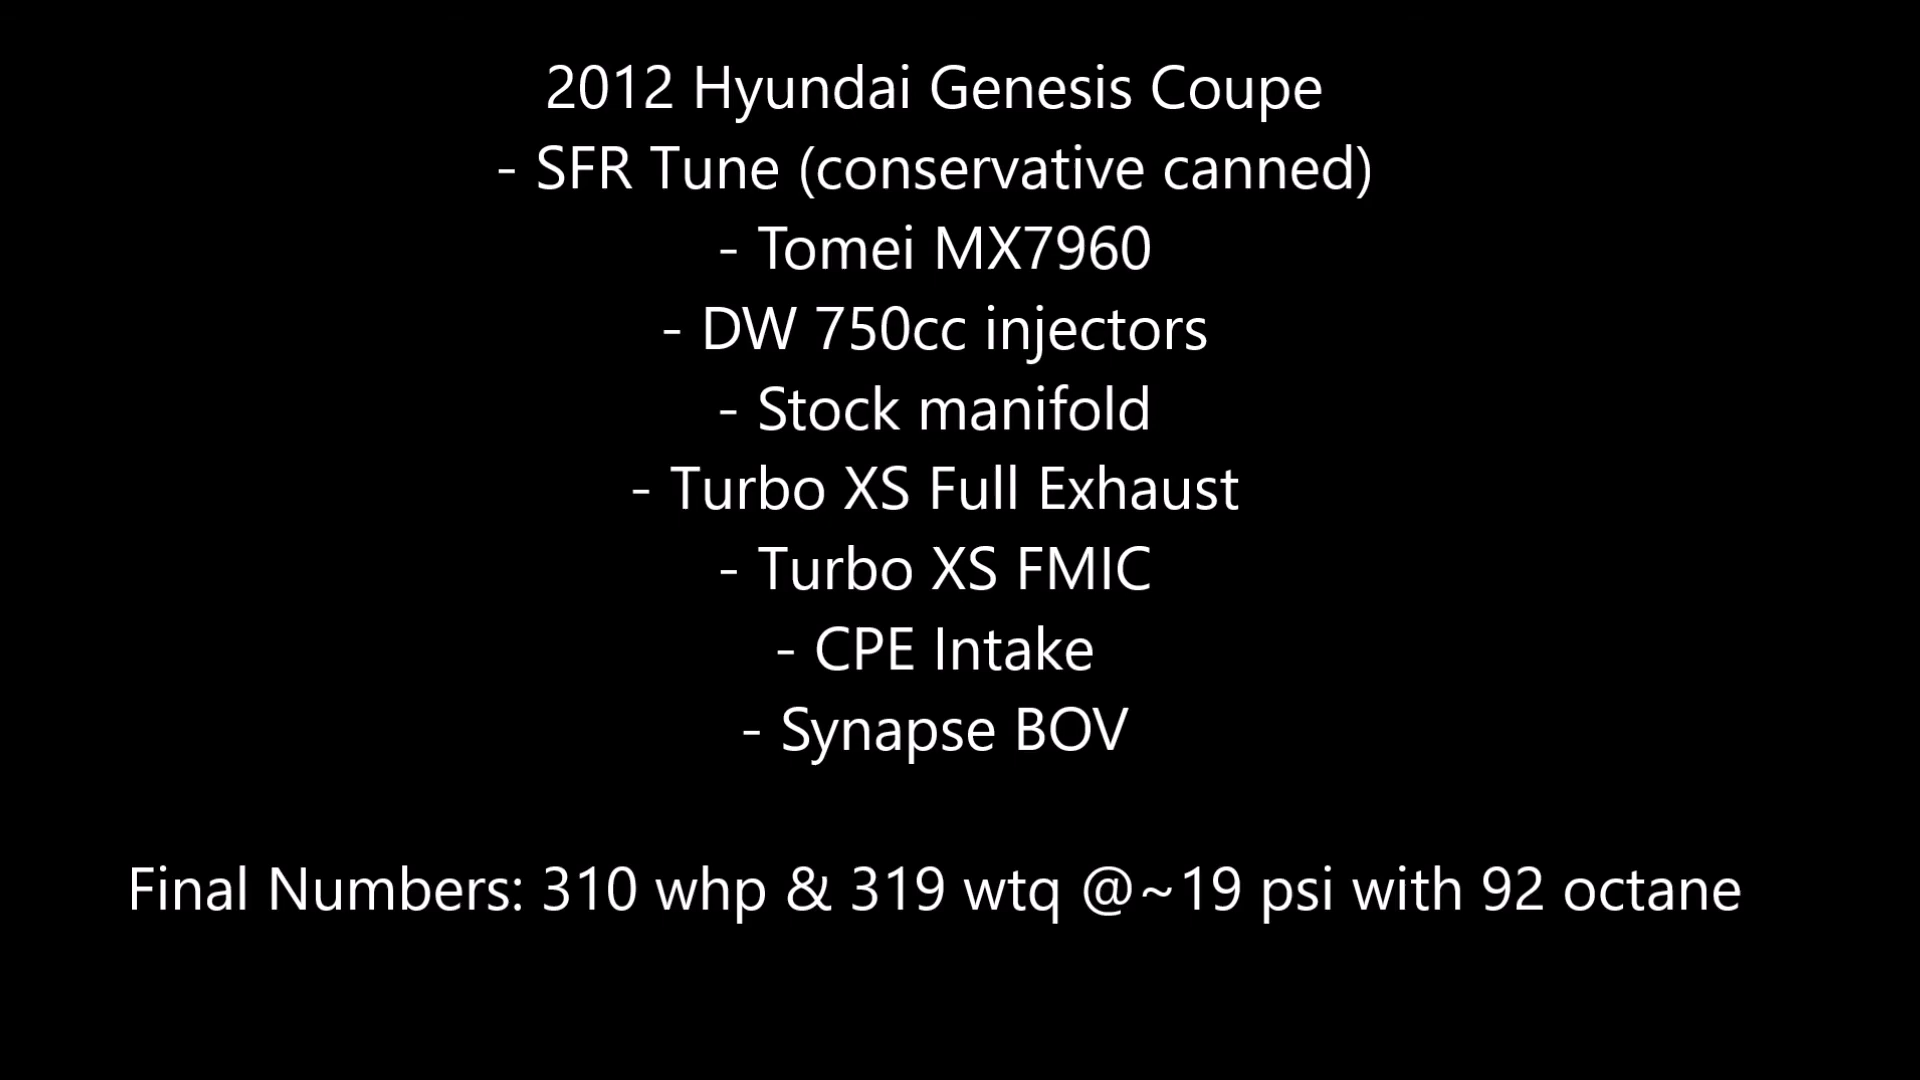 2012 Hyundai Genesis Coupe
- SFR Tune (conservative canned)
- Tomei MX7960
- DW 750cc injectors
- Stock manifold
- Turbo XS Full Exhaust
- Turbo XS FMIC
- CPE Intake
- Synapse BOV
Final Numbers: 310 whp & 319 wtq @~19 psi with 92 octane